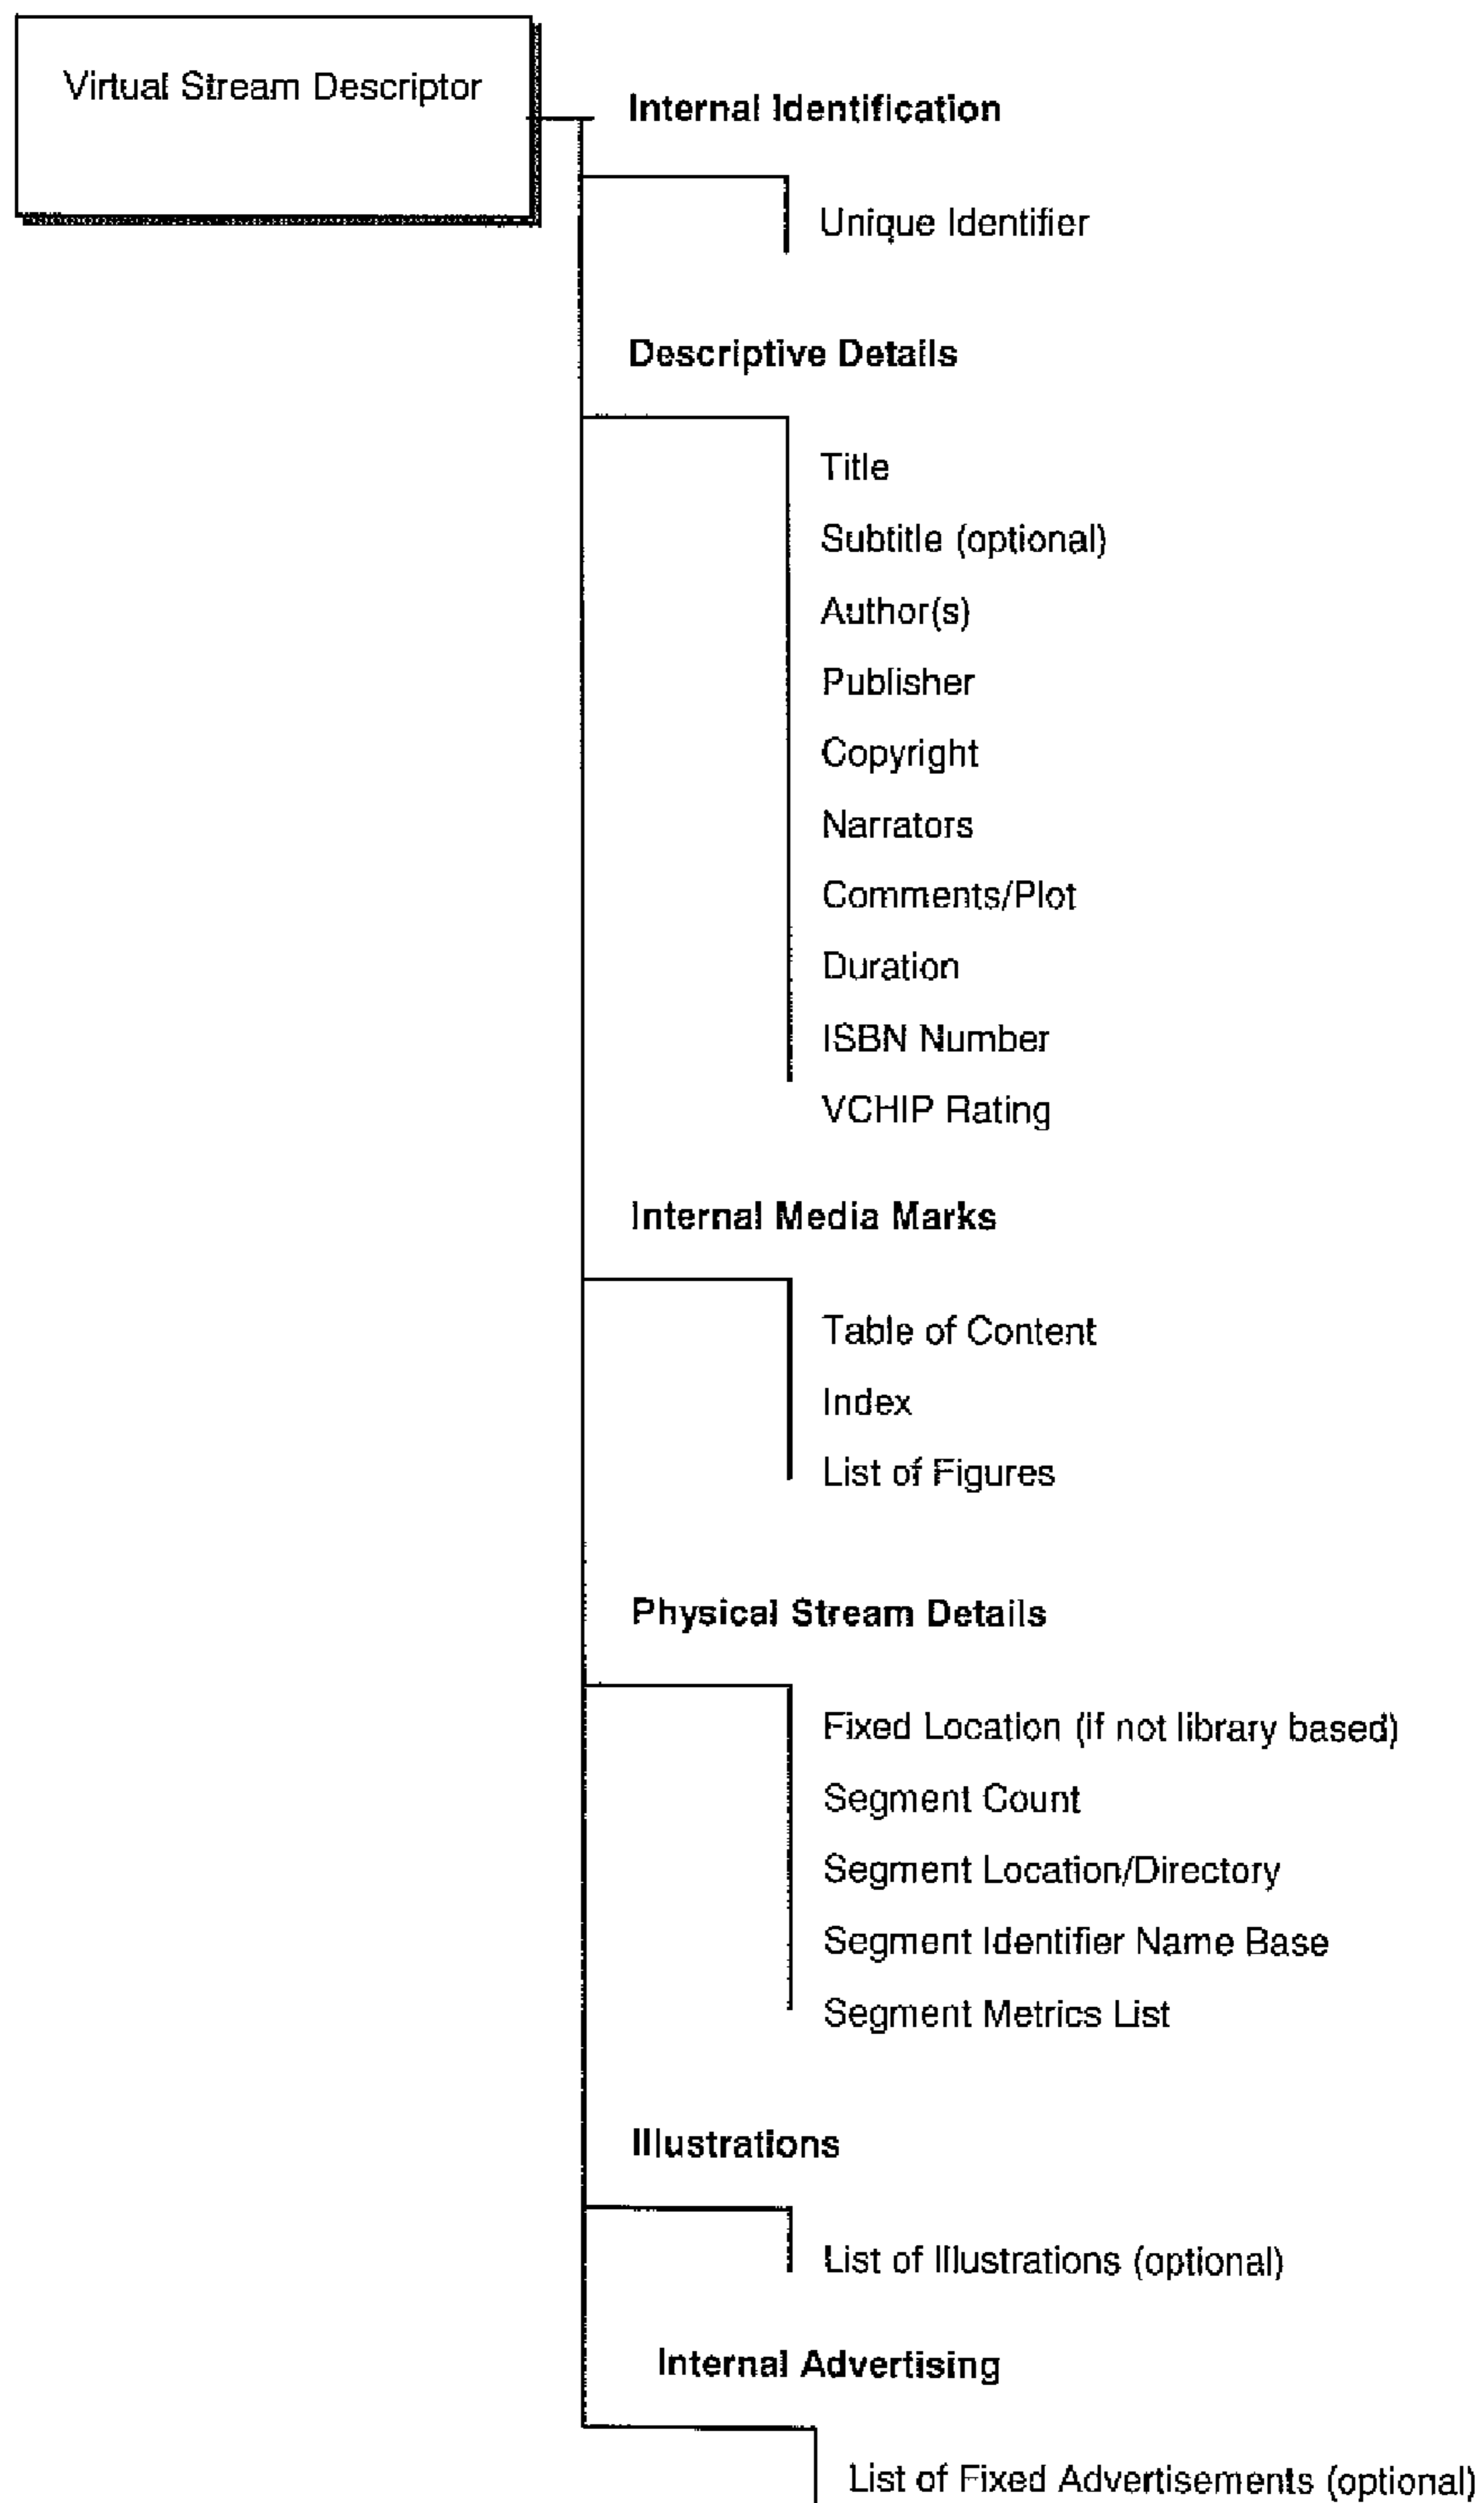 Virtual Stream Descriptor
Internal Identification
Unique Identifier
Descriptive Details
Title
Subtitle (optional)
Author(s)
Publisher
Copyright
Narrators
Comments/Plot
Duration
ISBN Number
VCHIP Rating
Internal Media Marks
Table of Content
Index
List of Figures
Physical Stream Details
Fixed Location (if not library based)
Segment Count
Segment Location/Directory
Segment Identifier Name Base
Segment Metrics List
Illustrations
List of Illustrations (optional)
Internal Advertising
List of Fixed Advertisements (optional)